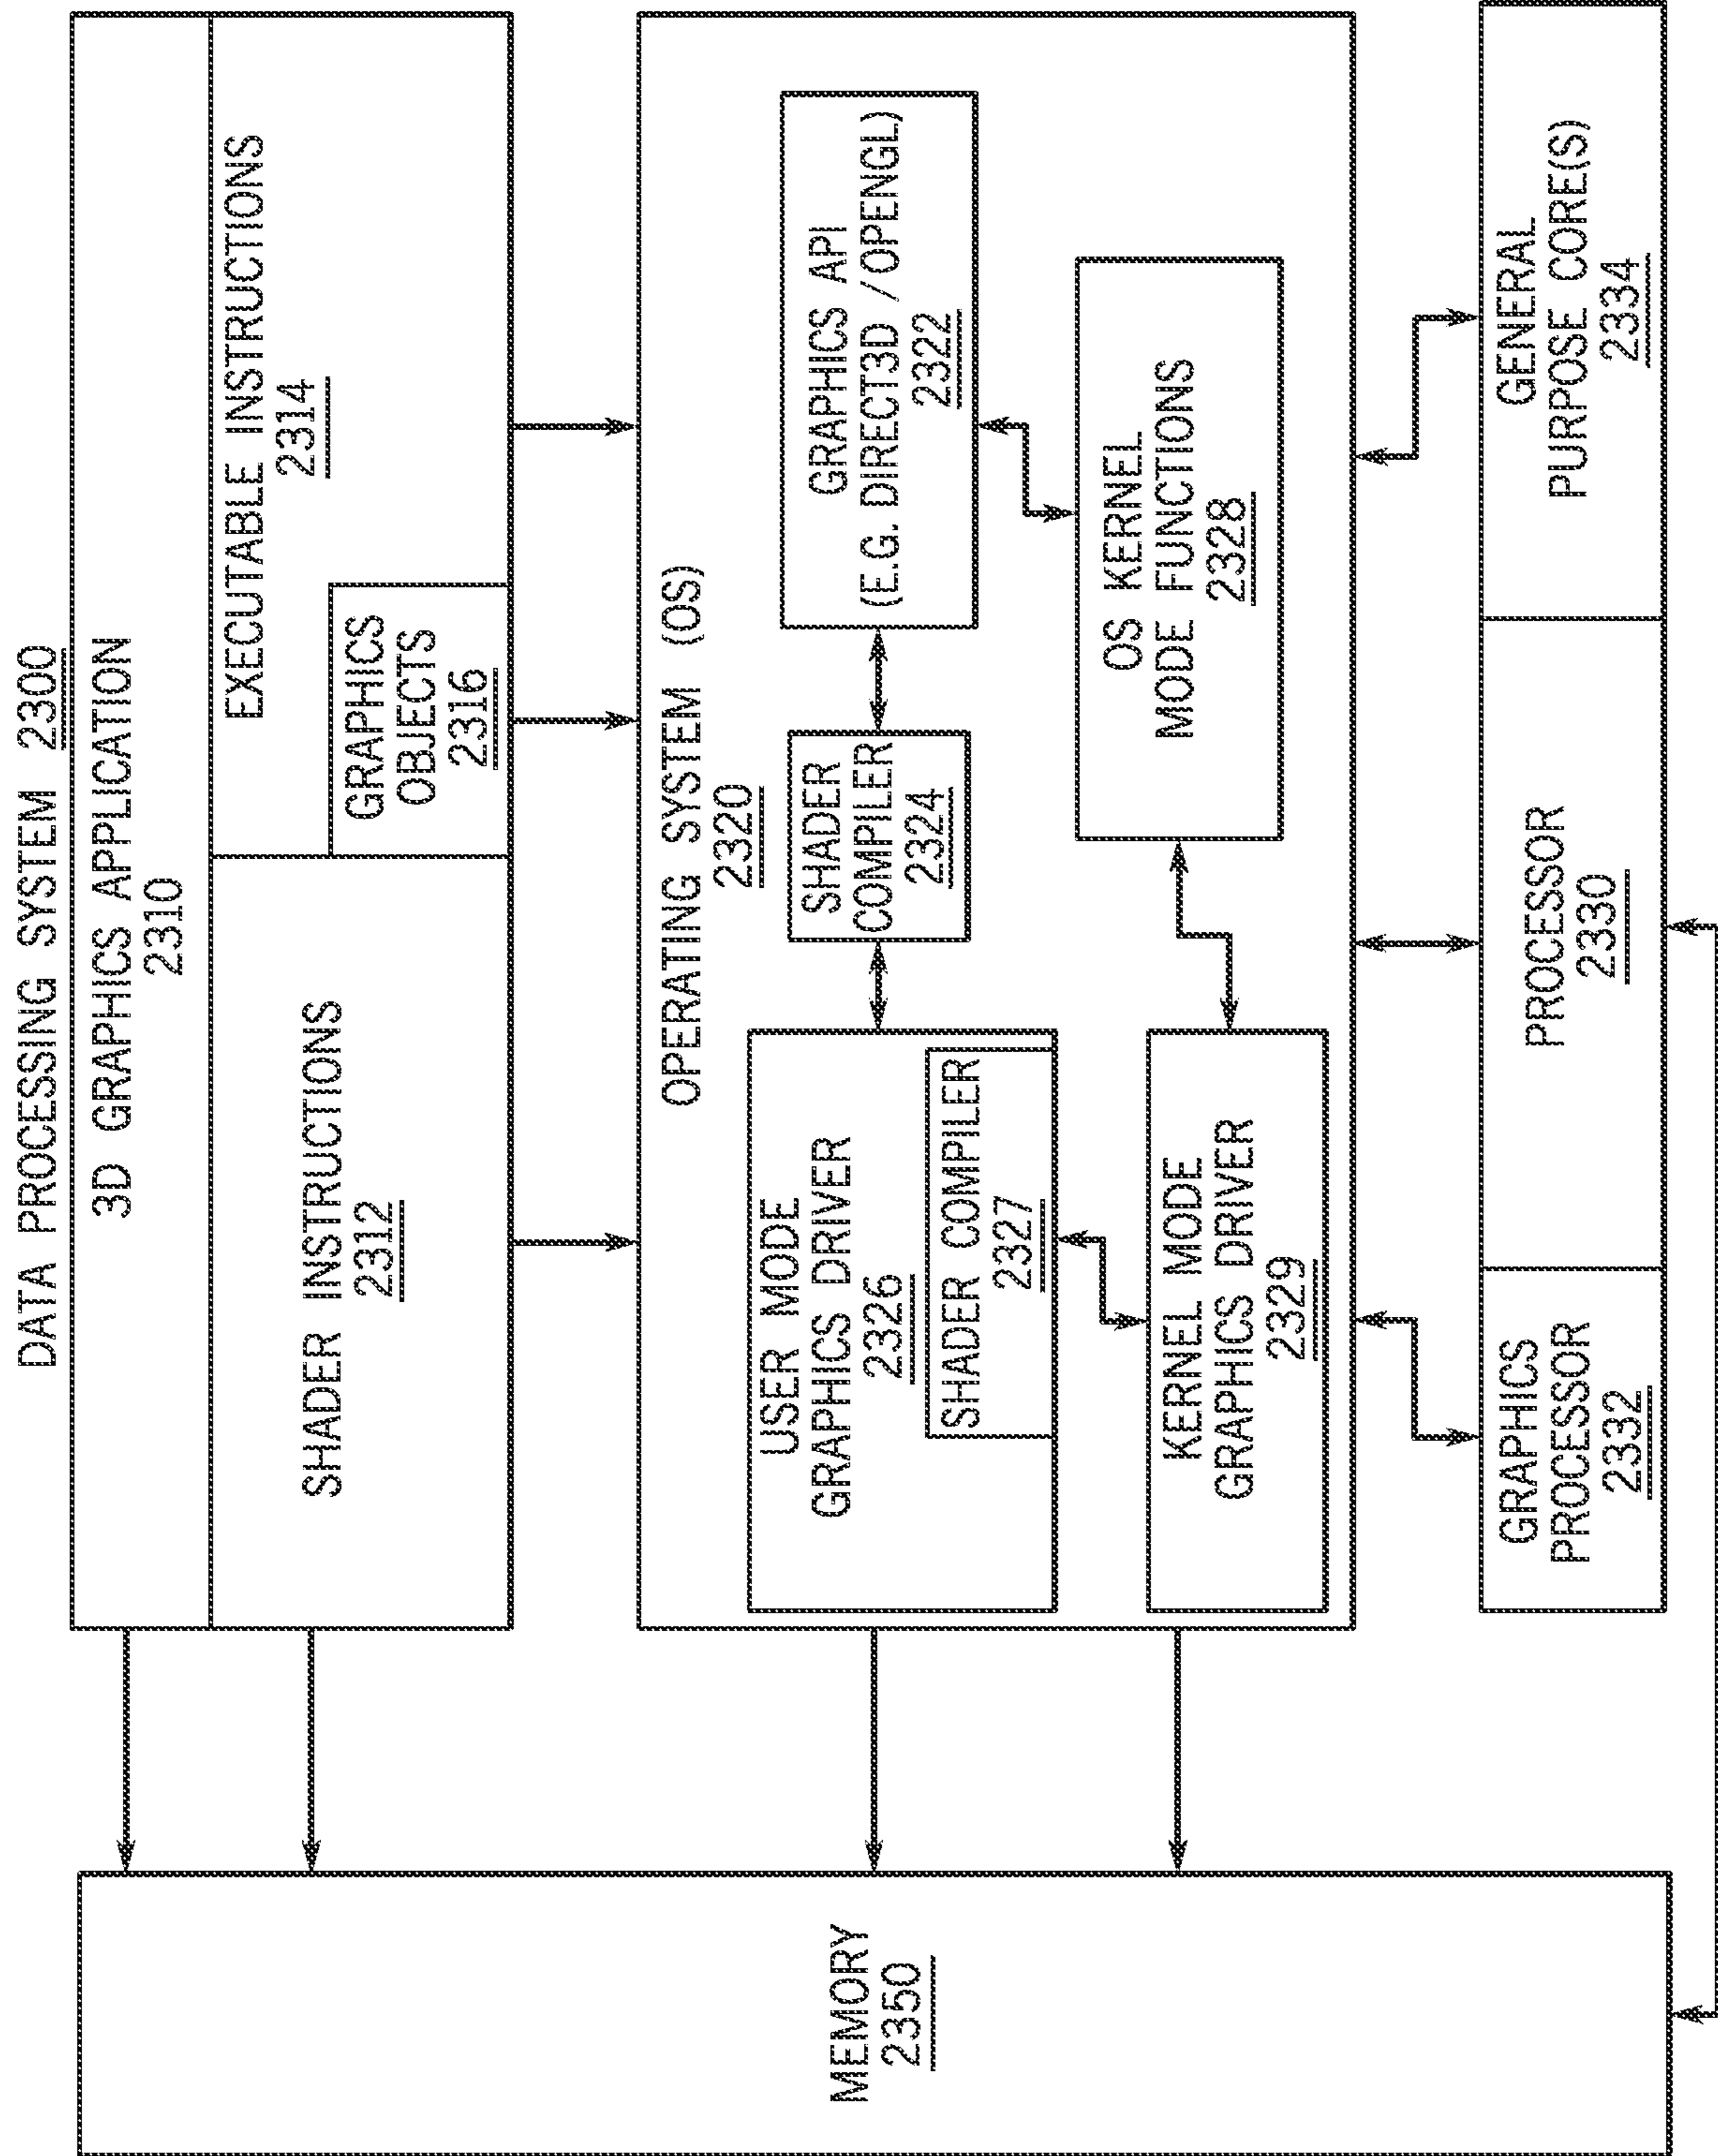 DATA PROCESSING SYSTEM 2300
3D GRAPHICS APPLICATION
2310
SHADER INSTRUCTIONS
2312
EXECUTABLE INSTRUCTIONS
2314
GRAPHICS
OBJECTS
2316
OPERATING SYSTEM (OS)
2320
USER MODE
GRAPHICS DRIVER
2326
SHADER COMPILER
2327
SHADER
COMPILER
2324
GRAPHICS API
(E.G. DIRECT3D /OPENGL)
2322
KERNEL MODE
GRAPHICS DRIVER
2329
OS KERNEL
MODE FUNCTIONS
2328
GRAPHICS
PROCESSOR
2332
PROCESSOR
2330
GENERAL
PURPOSE CORE(S)
2334
MEMORY
2350